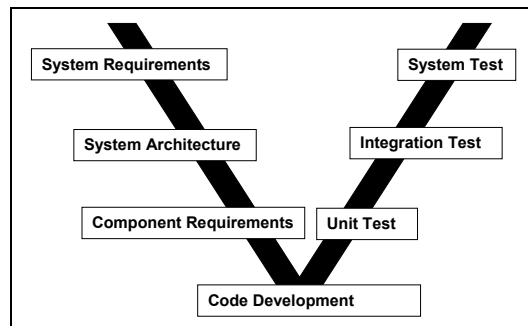 System Requirements
System Test
System Architecture
Integration Test
Component Requirements
Unit Test
Code Development